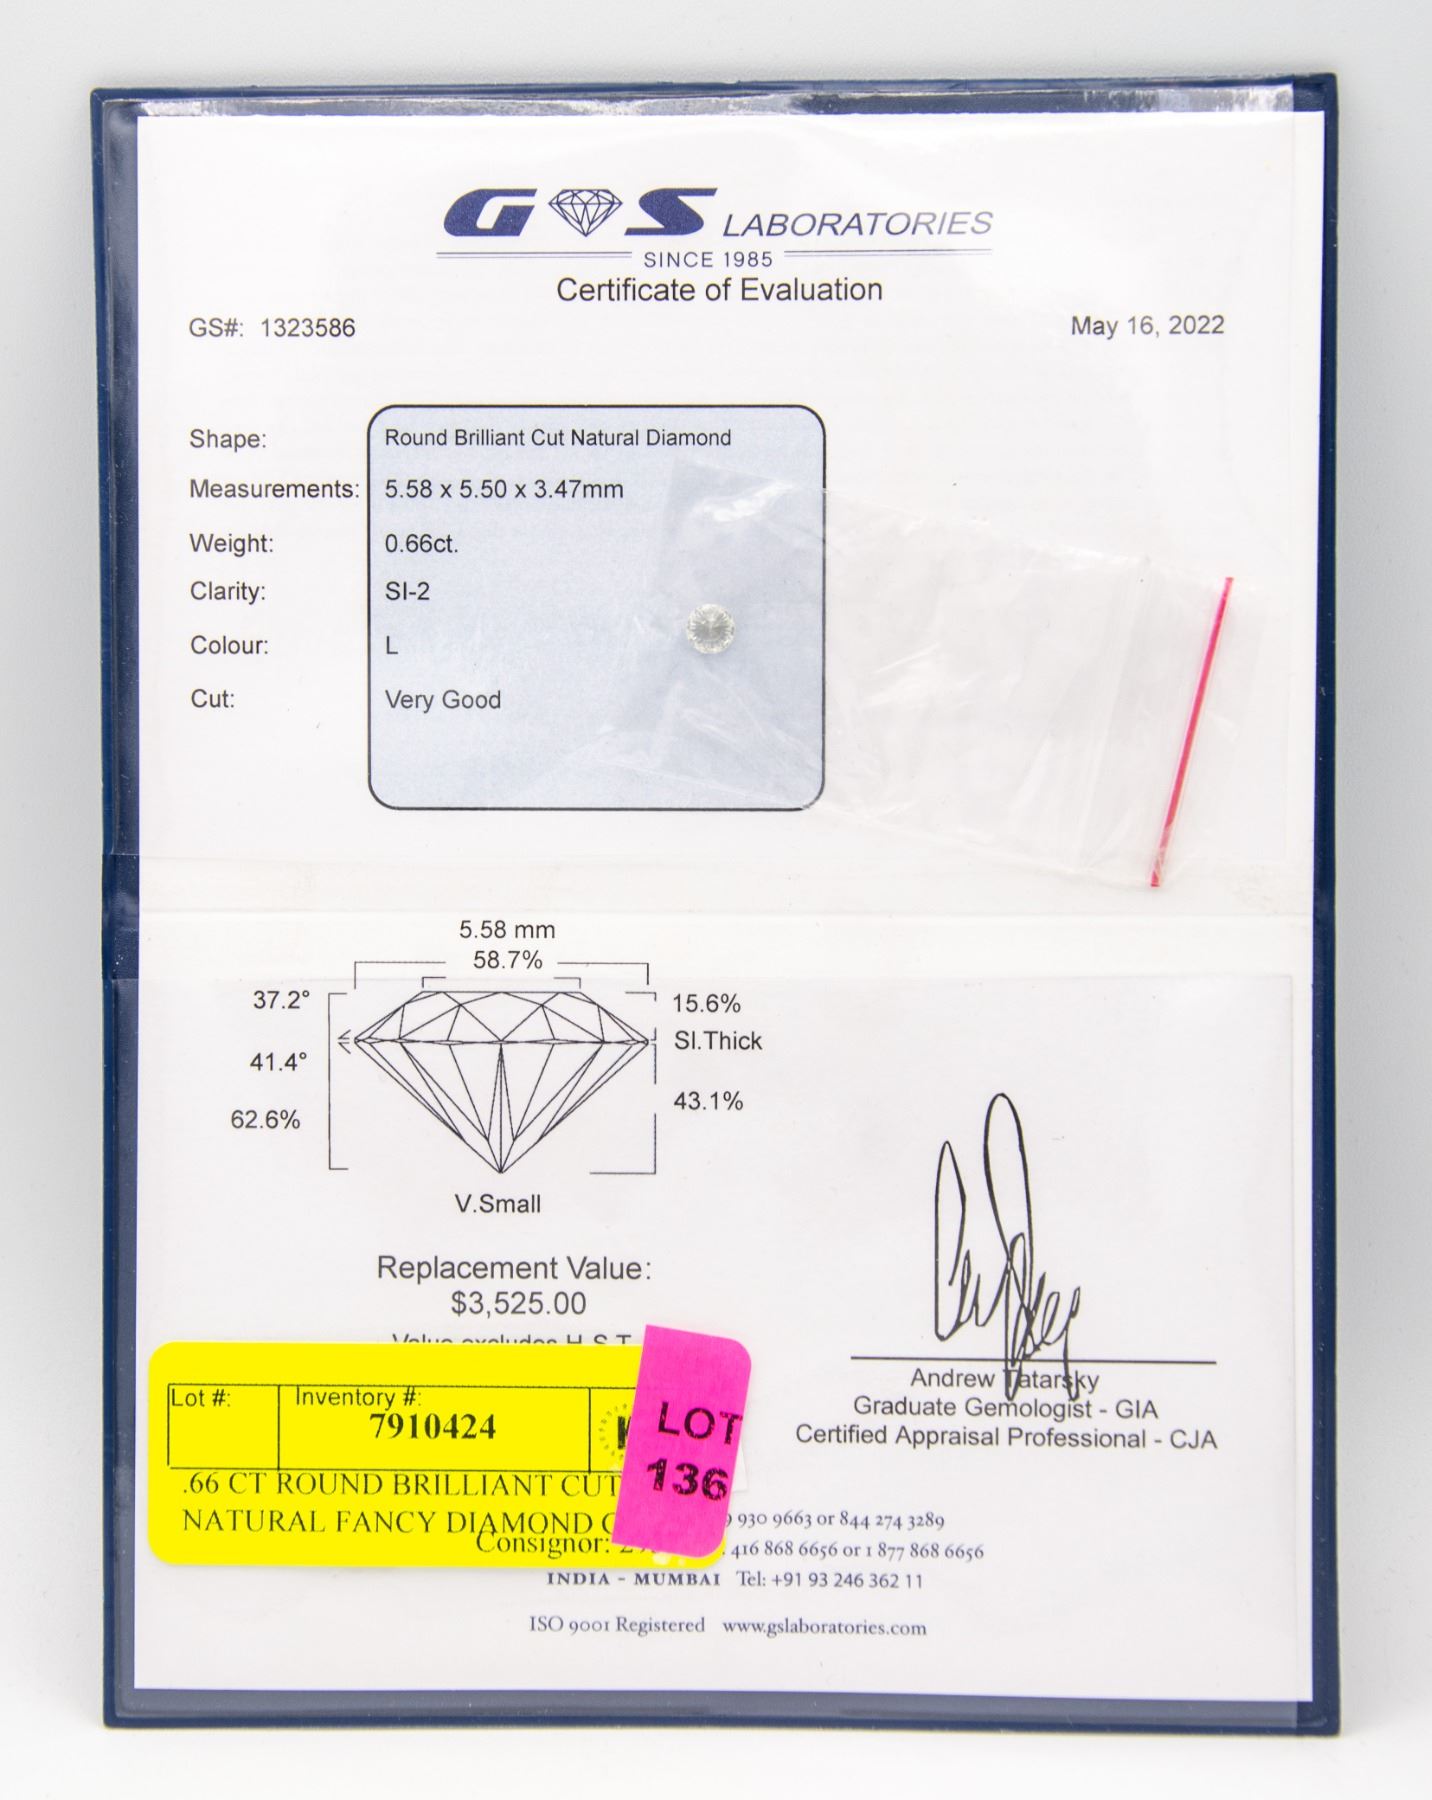 GS LABORATORIES
SINCE 1985
Certificate of Evaluation
GS#: 1323586
May 16, 2022
Shape: Round Brilliant Cut Natural Diamond
Measurements: 5.58 x 5.50 x 3.47mm
Weight: 0.66ct.
Clarity: SI-2
Colour: L
Cut: Very Good
5.58 mm
58.7%
37.2°
15.6%
Sl.Thick
41.4°
43.1%
62.6%
V.Small
Replacement Value:
$3,525.00
Value excludes H.S.T.
Andrew Tatarsky
Graduate Gemologist - GIA
Certified Appraisal Professional - CJA
Lot #: Inventory #:
7910424
LOT
136
.66 CT ROUND BRILLIANT CUT
NATURAL FANCY DIAMOND
Consignor:
930 9663 or 844 274 3289
416 868 6656 or 1 877 868 6656
INDIA - MUMBAI Tel: +91 93 246 362 11
ISO 9001 Registered www.gslaboratories.com